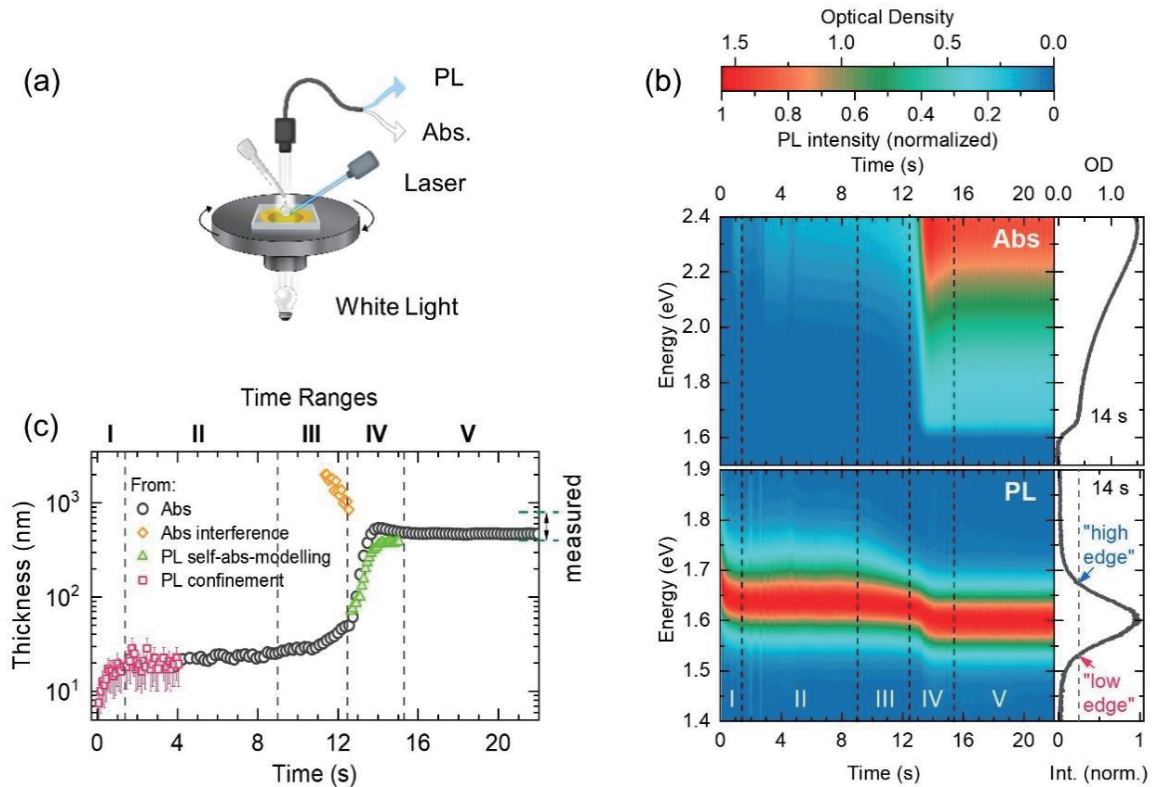 (a)
PL
Abs.
Laser
White Light
(b)
Optical Density
1.5 1.0 0.5 0.0
1 0.8 0.6 0.4 0.2 0
PL intensity (normalized)
Time (s)
0 4 8 12 16 20
OD
0.0 1.0
2.4
2.2
2.0
1.8
1.6
Energy (eV)
Abs
14 s
1.9
1.8
1.7
1.6
1.5
1.4
Energy (eV)
PL
I II III IV V
14 s
"high
edge"
"low
edge"
0 4 8 12 16 20
Time (s)
0 1
Int. (norm.)
(c)
Time Ranges
I II III IV V
Thickness (nm)
10³
10²
10¹
From:
Abs
Abs interference
PL self-abs-modelling
PL confinement
measured
0 4 8 12 16 20
Time (s)